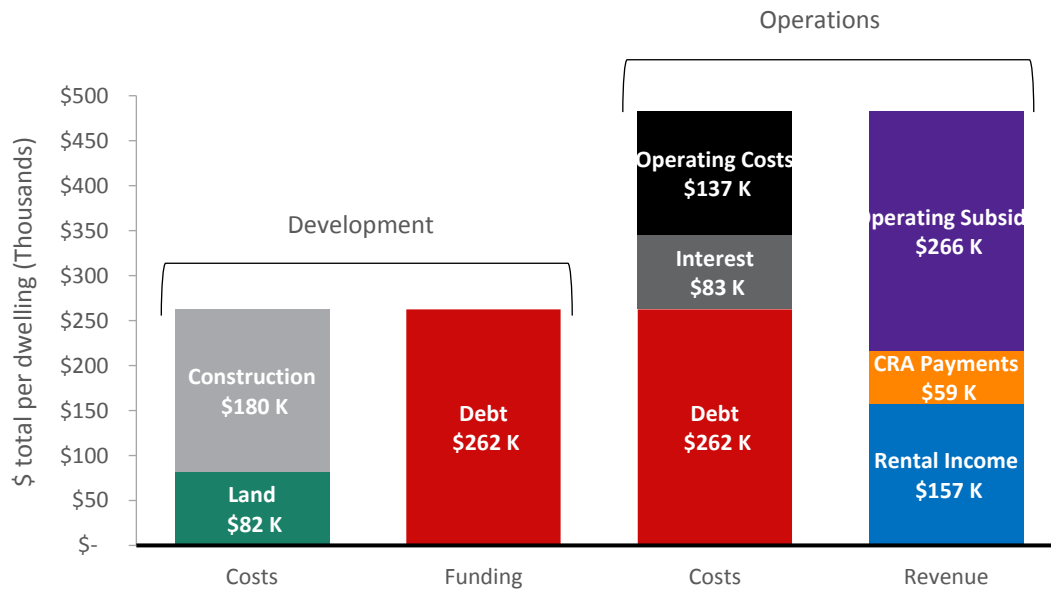 Operations
$ total per dwelling (Thousands)
$500
$450
$400
$350
$300
$250
$200
$150
$100
$50
$-
Development
Construction
$180 K
Land
$82 K
Debt
$262 K
Operating Costs
$137 K
Interest
$83 K
Debt
$262 K
Operating Subsid
$266 K
CRA Payments
$59 K
Rental Income
$157 K
Costs
Funding
Costs
Revenue